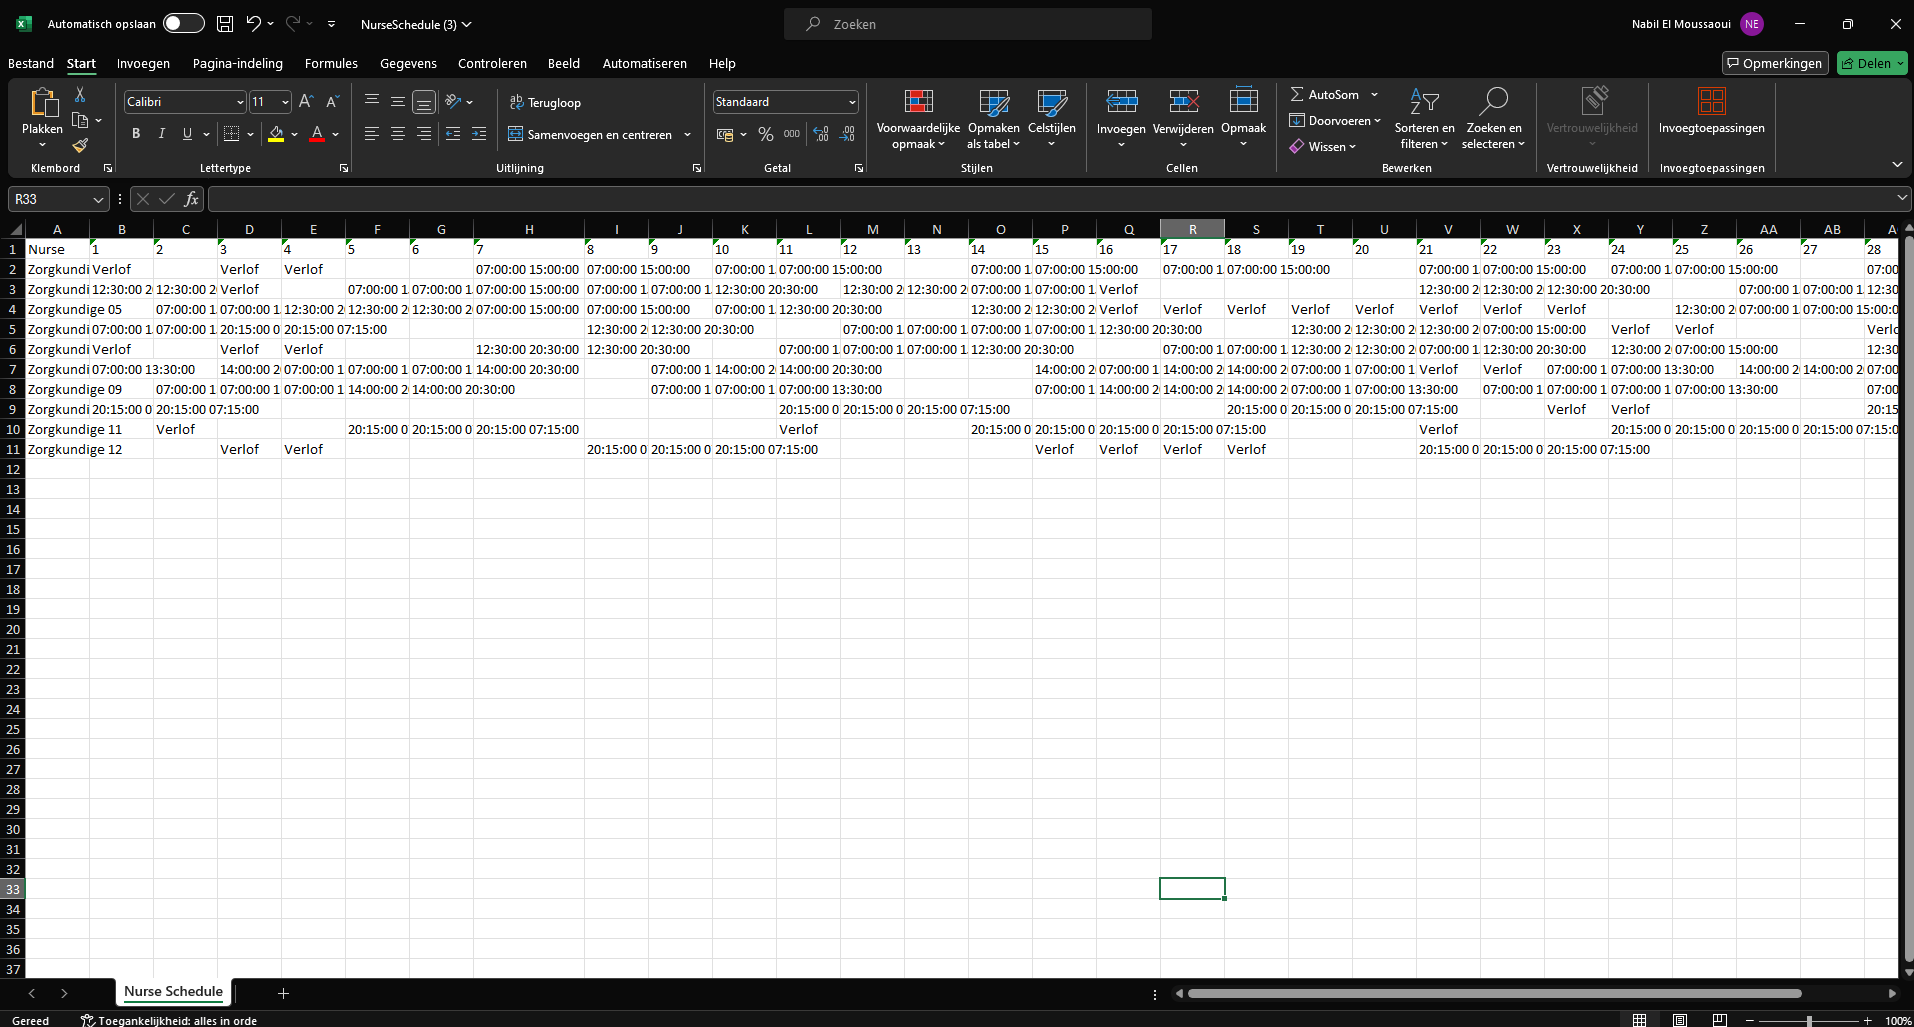 Automatisch opslaan NurseSchedule (3) Zoeken Nabil El Moussaoui NE
Bestand Start Invoegen Pagina-indeling Formules Gegevens Controleren Beeld Automatiseren Help Opmerkingen Delen
Plakken Calibri 11 Terugloop Standaard Voorwaardelijke opmaak Opmaken als tabel Celstijlen Invoegen Verwijderen Opmaak AutoSom Sorteren en filteren Zoeken en selecteren Vertrouwelijkheid Invoegtoepassingen
B I U A Samenvoegen en centreren % 000 Doorvoeren Wissen
Klembord Lettertype Uitlijning Getal Stijlen Cellen Bewerken Vertrouwelijkheid Invoegtoepassingen
R33 fx
A B C D E F G H I J K L M N O P Q R S T U V W X Y Z AA AB A
1 Nurse 1 2 3 4 5 6 7 8 9 10 11 12 13 14 15 16 17 18 19 20 21 22 23 24 25 26 27 28
2 Zorgkundi Verlof Verlof Verlof 07:00:00 15:00:00 07:00:00 15:00:00 07:00:00 1 07:00:00 15:00:00 07:00:00 1 07:00:00 15:00:00 07:00:00 1 07:00:00 15:00:00 07:00:00 1 07:00:00 15:00:00 07:00:00 1 07:00:00 15:00:00 07:00
3 Zorgkundi 12:30:00 2 12:30:00 2 Verlof 07:00:00 1 07:00:00 1 07:00:00 15:00:00 07:00:00 1 07:00:00 1 12:30:00 20:30:00 12:30:00 2 12:30:00 2 07:00:00 1 07:00:00 1 Verlof 12:30:00 2 12:30:00 2 12:30:00 20:30:00 07:00:00 1 07:00:00 1 12:30
4 Zorgkundige 05 07:00:00 1 07:00:00 1 12:30:00 2 12:30:00 2 12:30:00 2 07:00:00 15:00:00 07:00:00 15:00:00 07:00:00 1 12:30:00 20:30:00 12:30:00 2 12:30:00 2 Verlof Verlof Verlof Verlof Verlof Verlof Verlof Verlof 12:30:00 2 07:00:00 1 07:00:00 15:00:0
5 Zorgkundi 07:00:00 1 07:00:00 1 20:15:00 0 20:15:00 07:15:00 12:30:00 2 12:30:00 20:30:00 07:00:00 1 07:00:00 1 07:00:00 1 07:00:00 1 12:30:00 20:30:00 12:30:00 2 12:30:00 2 12:30:00 2 07:00:00 15:00:00 Verlof Verlof Verlo
6 Zorgkundi Verlof Verlof Verlof 12:30:00 20:30:00 12:30:00 20:30:00 07:00:00 1 07:00:00 1 07:00:00 1 12:30:00 20:30:00 07:00:00 1 07:00:00 1 12:30:00 2 12:30:00 2 07:00:00 1 12:30:00 20:30:00 12:30:00 2 07:00:00 15:00:00 12:30
7 Zorgkundi 07:00:00 13:30:00 14:00:00 2 07:00:00 1 07:00:00 1 07:00:00 1 14:00:00 20:30:00 07:00:00 1 14:00:00 2 14:00:00 20:30:00 14:00:00 2 07:00:00 1 14:00:00 2 14:00:00 2 07:00:00 1 07:00:00 1 Verlof Verlof 07:00:00 1 07:00:00 13:30:00 14:00:00 2 14:00:00 2 07:00
8 Zorgkundige 09 07:00:00 1 07:00:00 1 07:00:00 1 14:00:00 2 14:00:00 20:30:00 07:00:00 1 07:00:00 1 07:00:00 13:30:00 07:00:00 1 14:00:00 2 14:00:00 2 14:00:00 2 07:00:00 1 07:00:00 13:30:00 07:00:00 1 07:00:00 1 07:00:00 1 07:00:00 13:30:00 07:00
9 Zorgkundi 20:15:00 0 20:15:00 07:15:00 20:15:00 0 20:15:00 0 20:15:00 07:15:00 20:15:00 0 20:15:00 0 20:15:00 07:15:00 Verlof Verlof 20:15
10 Zorgkundige 11 Verlof 20:15:00 0 20:15:00 0 20:15:00 07:15:00 Verlof 20:15:00 0 20:15:00 0 20:15:00 0 20:15:00 07:15:00 Verlof 20:15:00 0 20:15:00 0 20:15:00 0 20:15:00 07:15:0
11 Zorgkundige 12 Verlof Verlof 20:15:00 0 20:15:00 0 20:15:00 07:15:00 Verlof Verlof Verlof Verlof 20:15:00 0 20:15:00 0 20:15:00 07:15:00
12
13
14
15
16
17
18
19
20
21
22
23
24
25
26
27
28
29
30
31
32
33
34
35
36
37
Nurse Schedule
Gereed Toegankelijkheid: alles in orde 100%